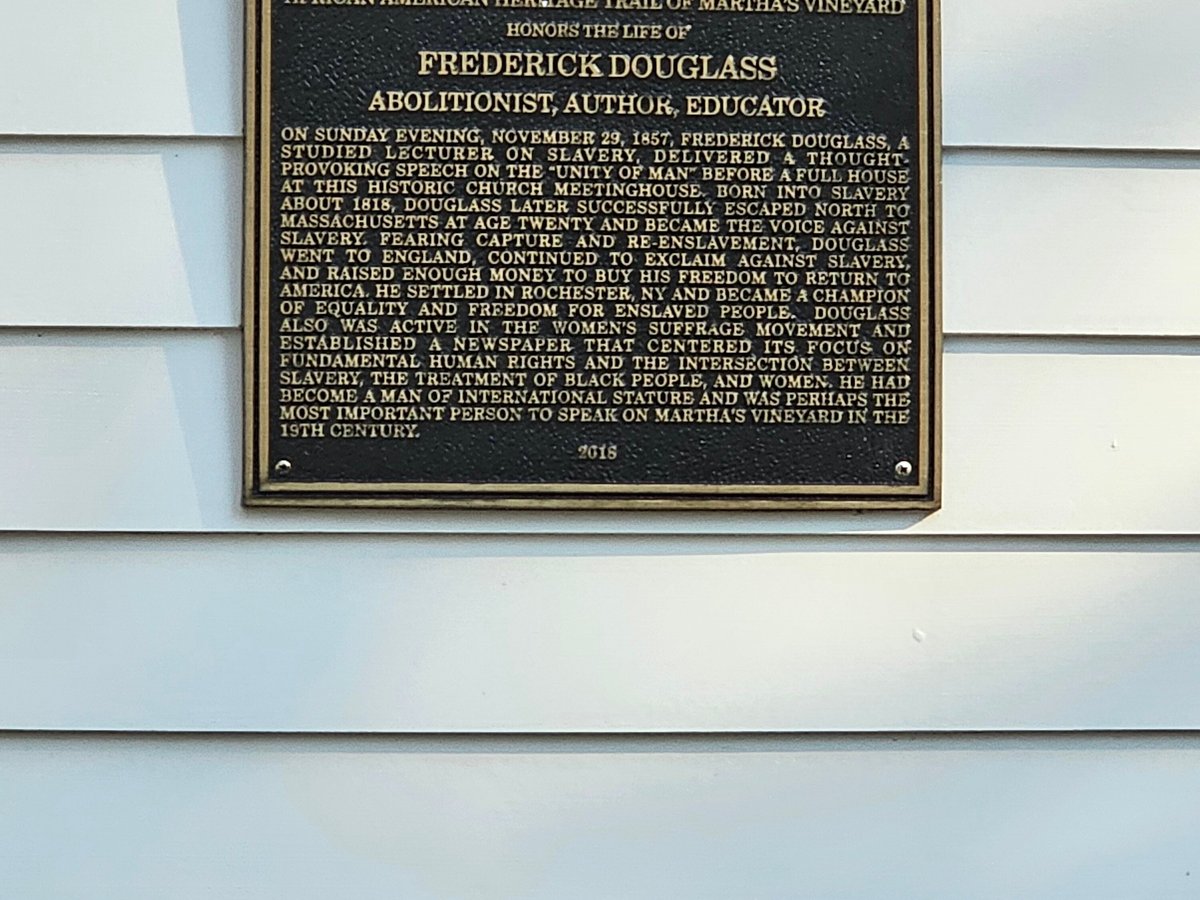 AFRICAN AMERICAN HERITAGE TRAIL OF MARTHA'S VINEYARD
HONORS THE LIFE OF
FREDERICK DOUGLASS
ABOLITIONIST, AUTHOR, EDUCATOR
ON SUNDAY EVENING, NOVEMBER 29, 1857, FREDERICK DOUGLASS, A
STUDIED LECTURER ON SLAVERY, DELIVERED A THOUGHT-
PROVOKING SPEECH ON THE "UNITY OF MAN" BEFORE A FULL HOUSE
AT THIS HISTORIC CHURCH MEETINGHOUSE. BORN INTO SLAVERY
ABOUT 1818, DOUGLASS LATER SUCCESSFULLY ESCAPED NORTH TO
MASSACHUSETTS AT AGE TWENTY AND BECAME THE VOICE AGAINST
SLAVERY. FEARING CAPTURE AND RE-ENSLAVEMENT, DOUGLASS
WENT TO ENGLAND, CONTINUED TO EXCLAIM AGAINST SLAVERY,
AND RAISED ENOUGH MONEY TO BUY HIS FREEDOM TO RETURN TO
AMERICA. HE SETTLED IN ROCHESTER, NY AND BECAME A CHAMPION
OF EQUALITY AND FREEDOM FOR ENSLAVED PEOPLE. DOUGLASS
ALSO WAS ACTIVE IN THE WOMEN'S SUFFRAGE MOVEMENT AND
ESTABLISHED A NEWSPAPER THAT CENTERED ITS FOCUS ON
FUNDAMENTAL HUMAN RIGHTS AND THE INTERSECTION BETWEEN
SLAVERY, THE TREATMENT OF BLACK PEOPLE, AND WOMEN. HE HAD
BECOME A MAN OF INTERNATIONAL STATURE AND WAS PERHAPS THE
MOST IMPORTANT PERSON TO SPEAK ON MARTHA'S VINEYARD IN THE
19TH CENTURY.
2018